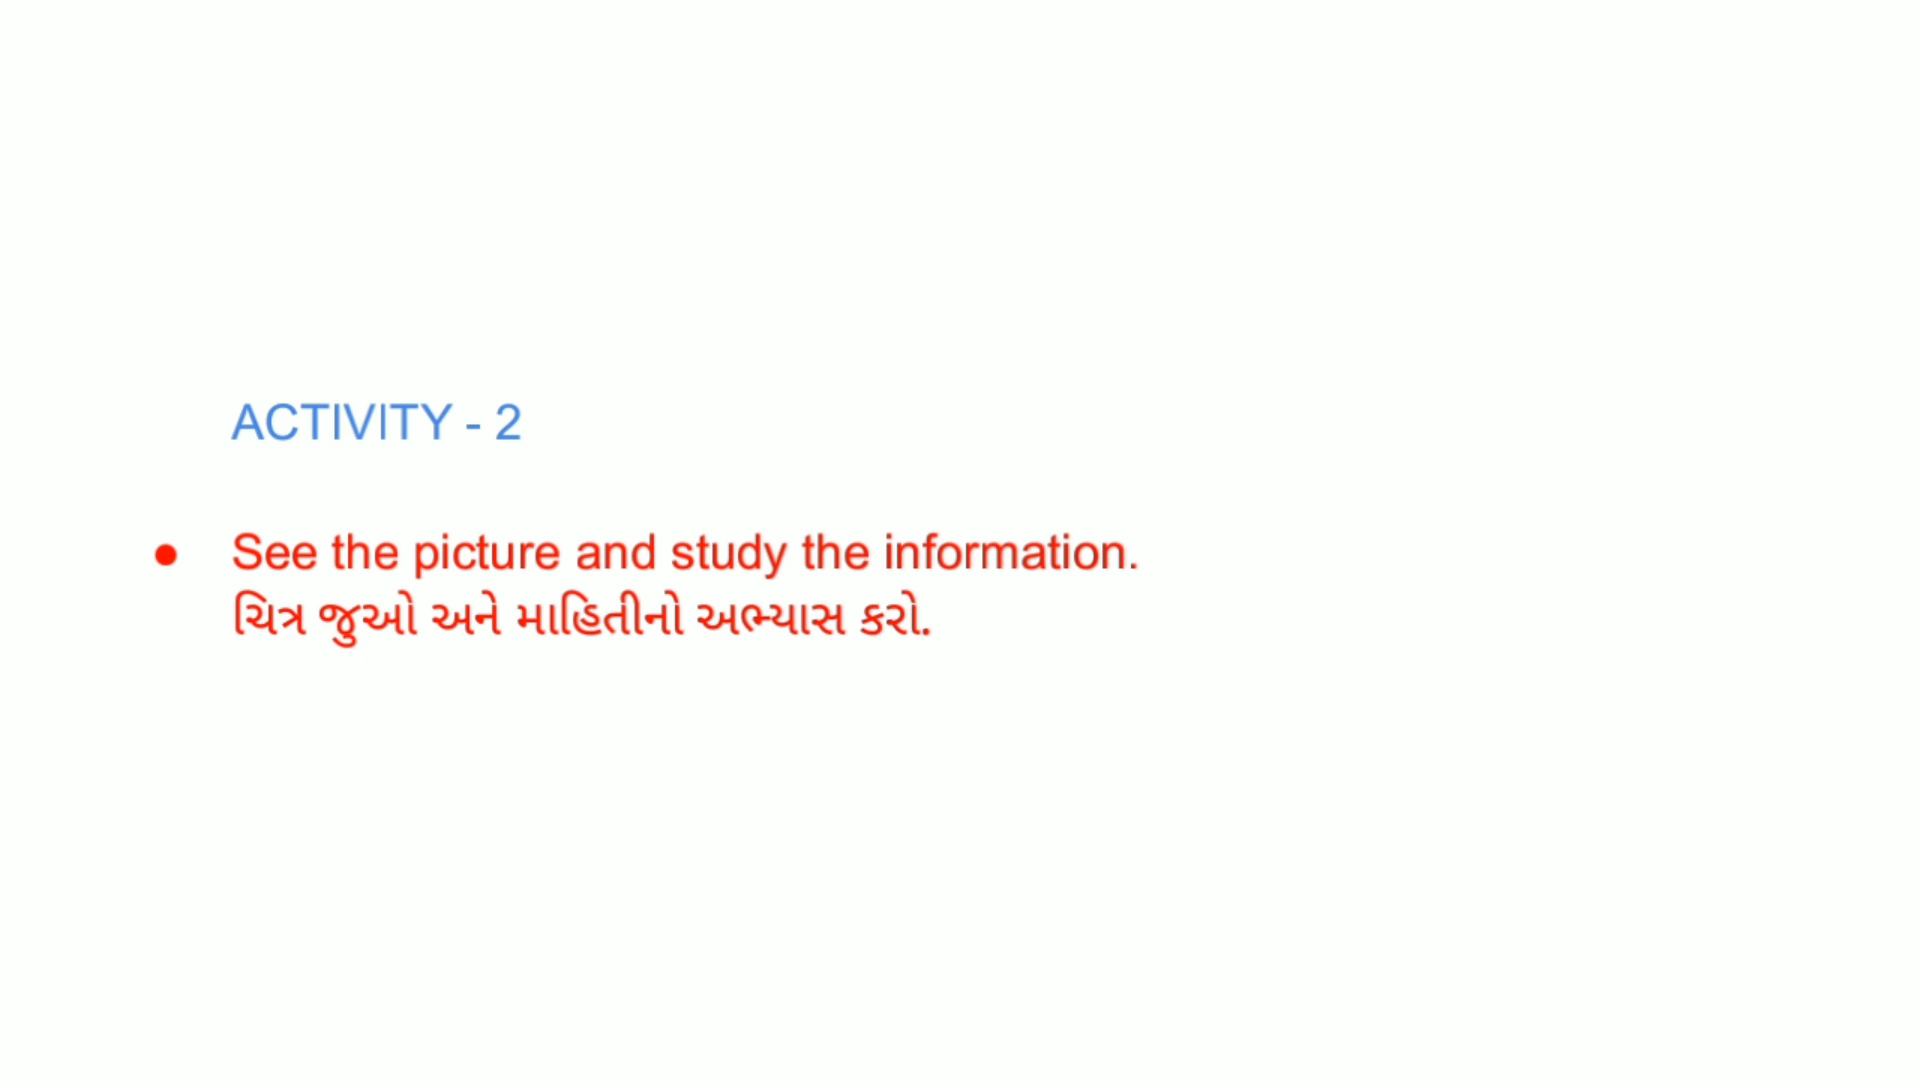 ACTIVITY - 2
● See the picture and study the information.
ચિત્ર જુઓ અને માહિતીનો અભ્યાસ કરો.